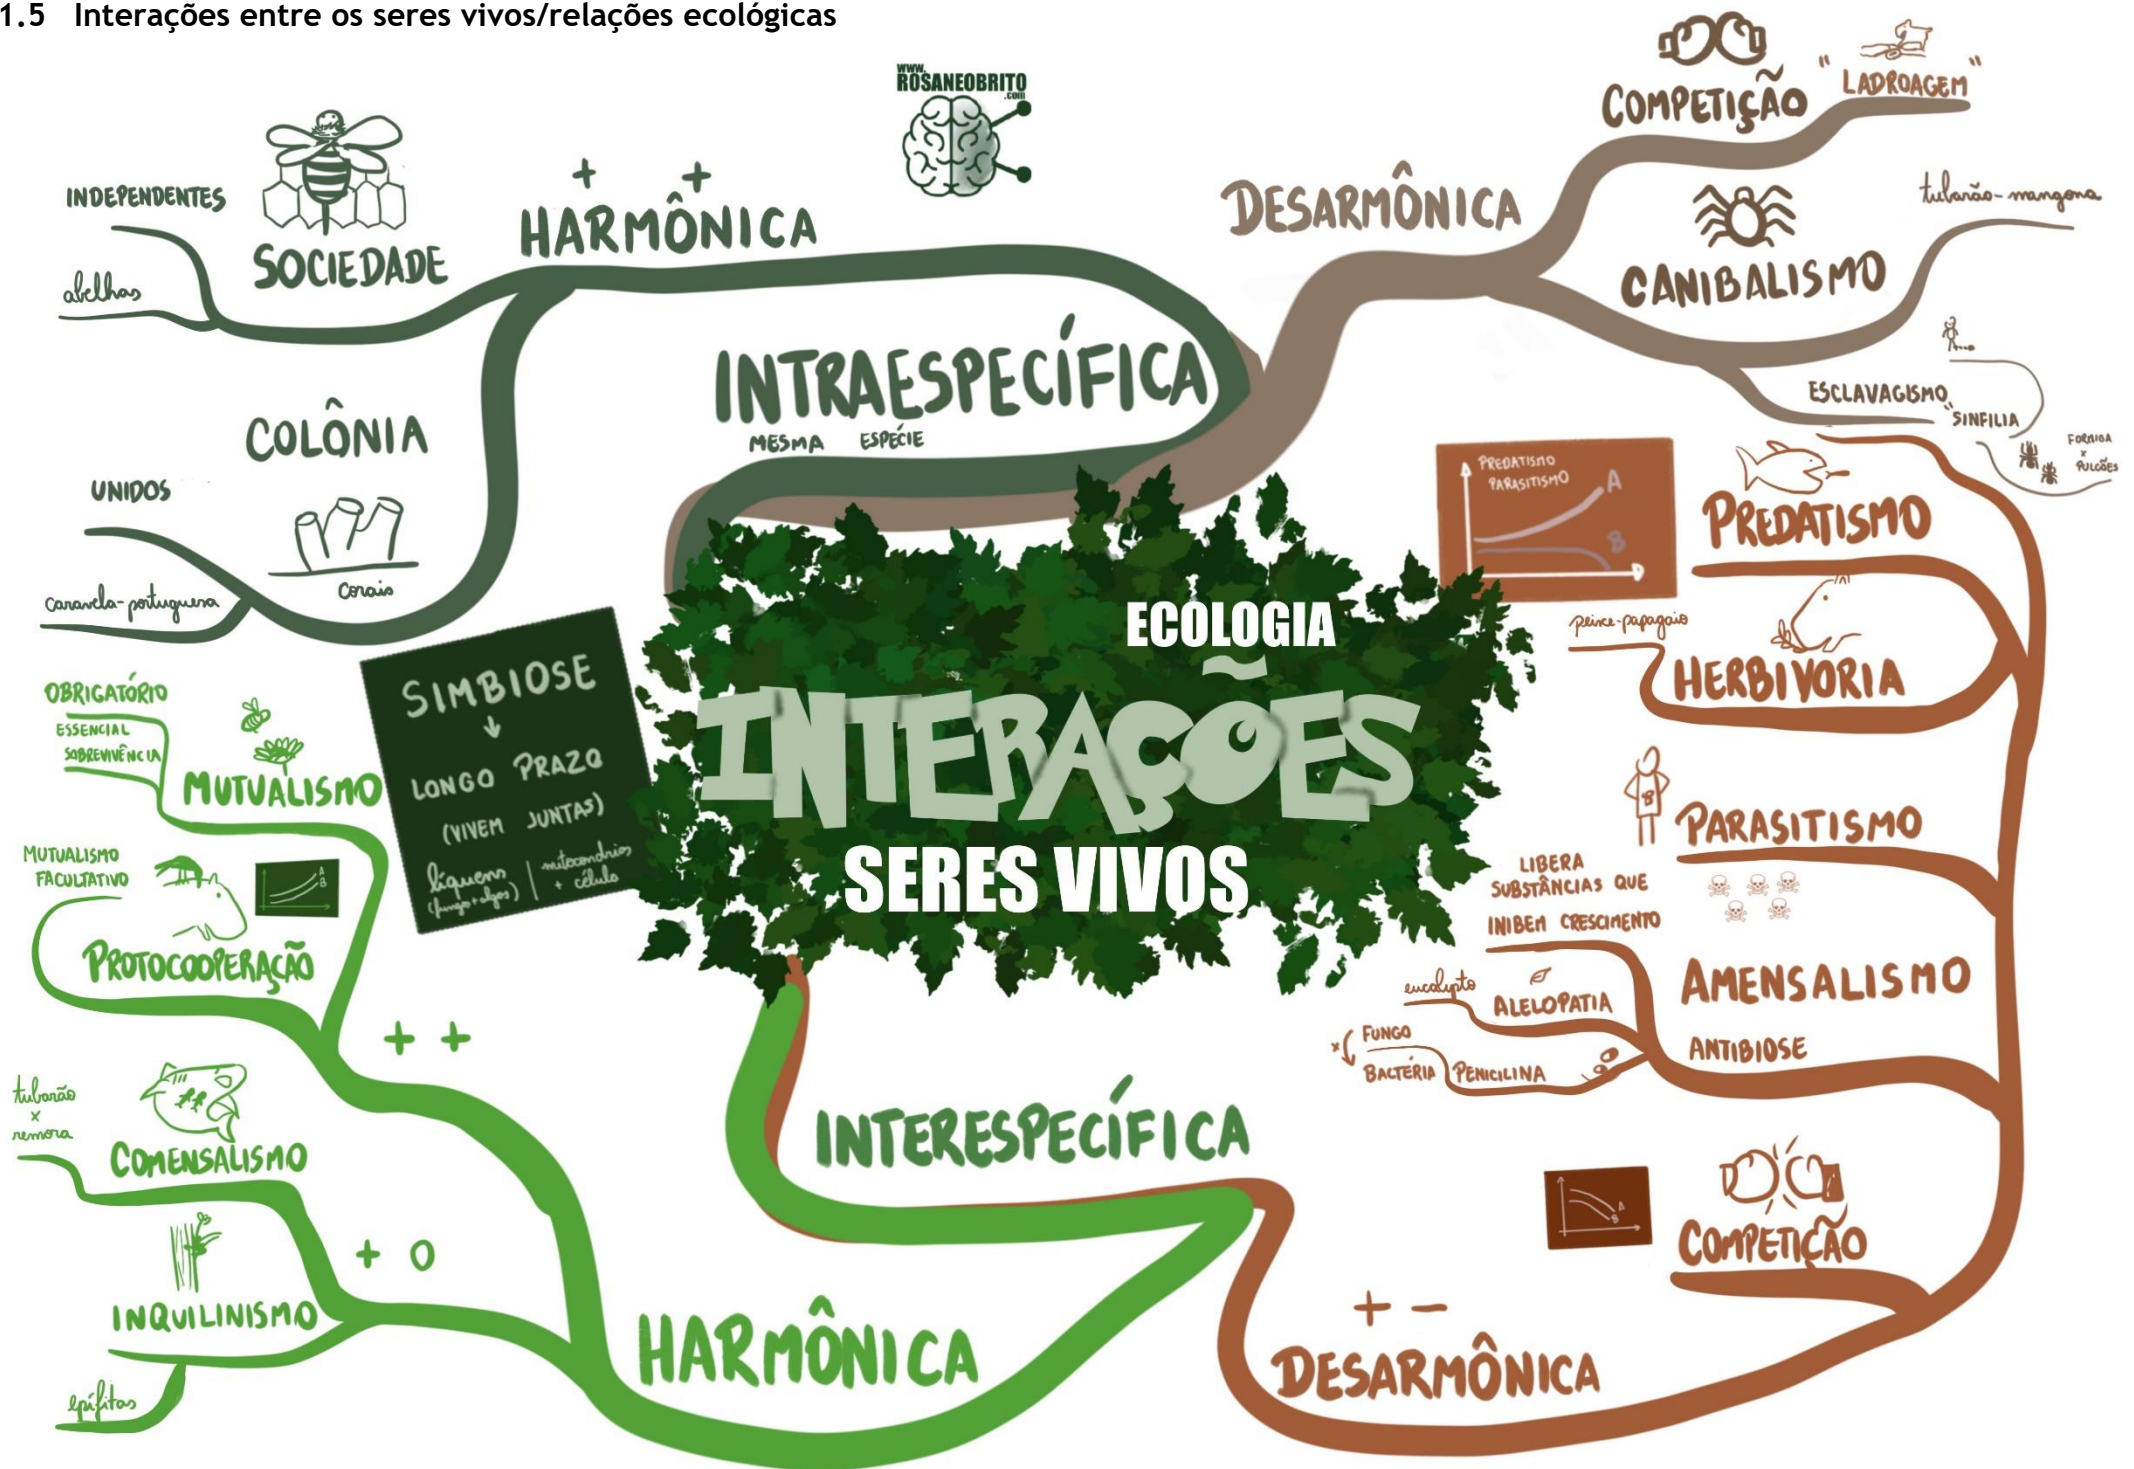 1.5 Interações entre os seres vivos/relações ecológicas
www.
ROSANEOBRITO
.com
INTRAESPECÍFICA
MESMA ESPÉCIE
+ +
HARMÔNICA
SOCIEDADE
INDEPENDENTES
abelhas
COLÔNIA
UNIDOS
corais
caravela-portuguesa
DESARMÔNICA
COMPETIÇÃO
"LADROAGEM"
CANIBALISMO
tubarão-mangona
ESCLAVAGISMO
"SINFILIA
FORMIGA
x
PULGÕES
ECOLOGIA
INTERAÇÕES
SERES VIVOS
SIMBIOSE
LONGO PRAZO
(VIVEM JUNTAS)
líquens
(fungo+algas)
mitocondrias
+ célula
INTERESPECÍFICA
HARMÔNICA
+ +
MUTUALISMO
OBRIGATÓRIO
ESSENCIAL
SOBREVIVÊNCIA
PROTOCOOPERAÇÃO
MUTUALISMO
FACULTATIVO
A
B
+ 0
COMENSALISMO
tubarão
x
remora
INQUILINISMO
epífitas
+ -
DESARMÔNICA
PREDATISMO
PREDATISMO
PARASITISMO
A
B
HERBIVORIA
peixe-papagaio
PARASITISMO
B
AMENSALISMO
ANTIBIOSE
LIBERA
SUBSTÂNCIAS QUE
INIBEM CRESCIMENTO
ALELOPATIA
eucalipto
PENICILINA
FUNGO
x
BACTÉRIA
COMPETIÇÃO
A
B